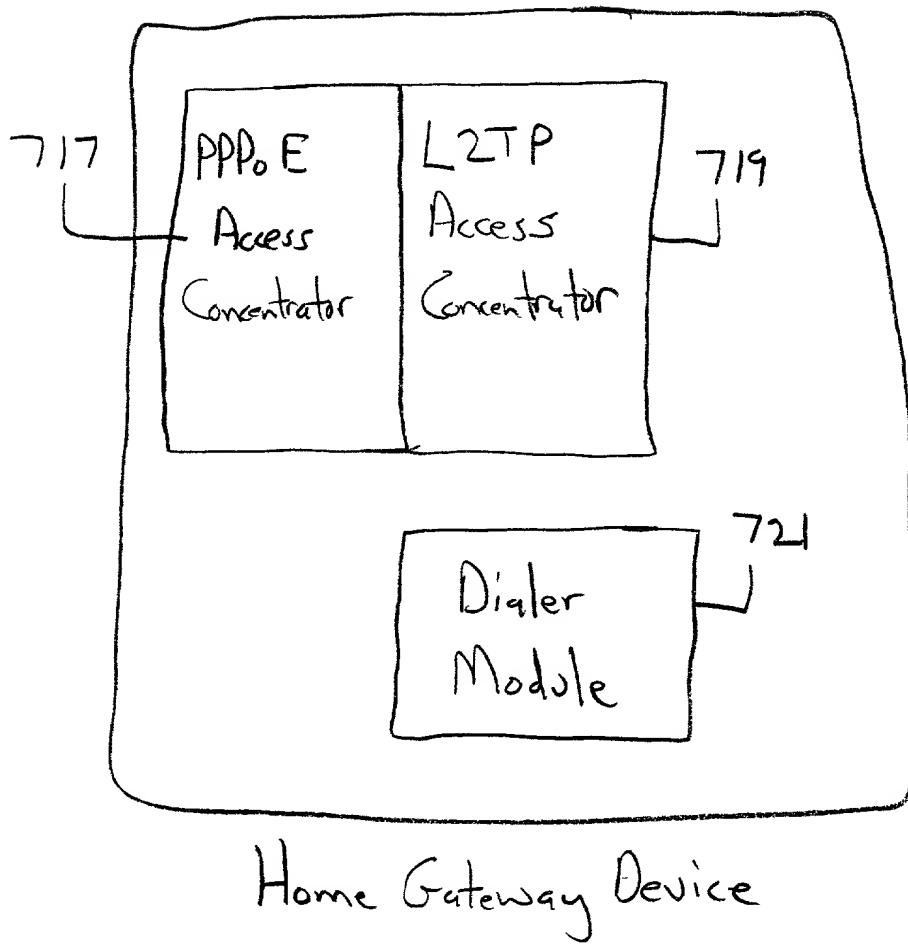 717
PPPoE
Access
Concentrator
L2TP
Access
Concentrator
719
Dialer
Module
721
Home Gateway Device